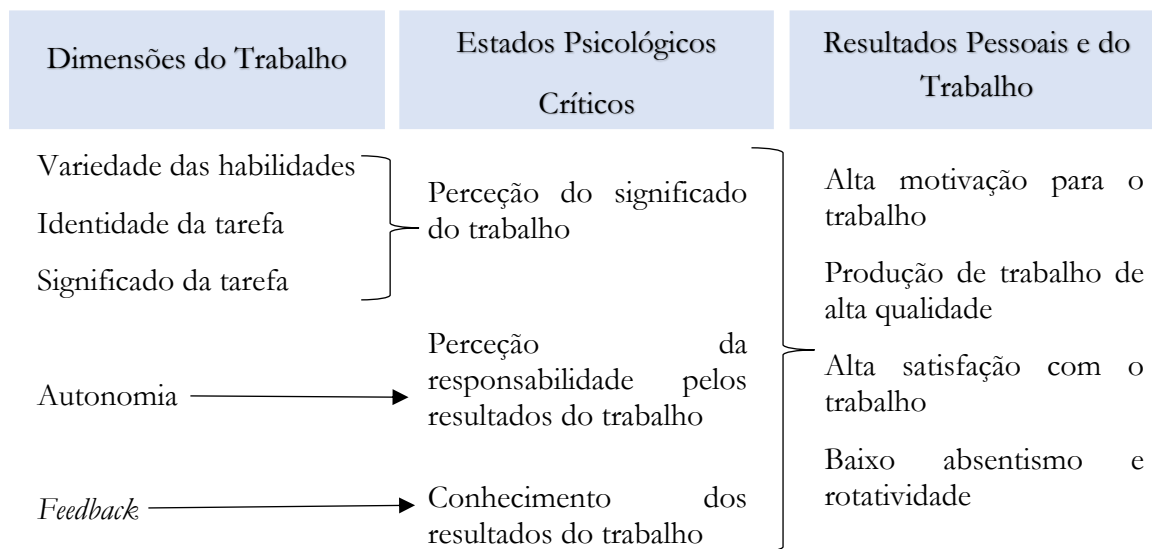 Dimensões do Trabalho
Estados Psicológicos
Críticos
Resultados Pessoais e do
Trabalho
Variedade das habilidades
Identidade da tarefa
Significado da tarefa
Autonomia
Feedback
Perceção do significado
do trabalho
Perceção da
responsabilidade pelos
resultados do trabalho
Conhecimento dos
resultados do trabalho
Alta motivação para o
trabalho
Produção de trabalho de
alta qualidade
Alta satisfação com o
trabalho
Baixo absentismo e
rotatividade